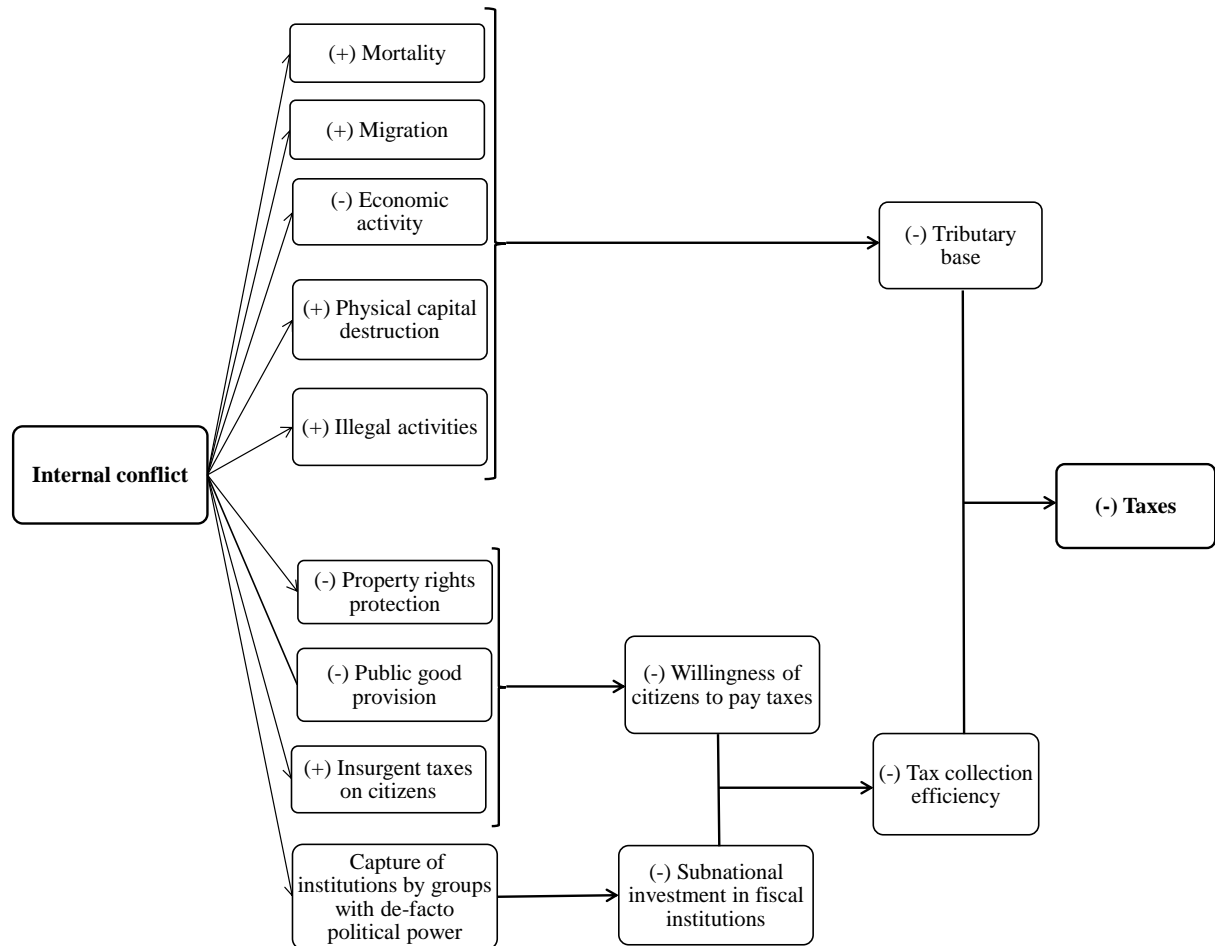 (+) Mortality
(+) Migration
(-) Economic
activity
(+) Physical capital
destruction
(+) Illegal activities
Internal conflict
(-) Property rights
protection
(-) Public good
provision
(+) Insurgent taxes
on citizens
Capture of
institutions by groups
with de-facto
political power
(-) Willingness of
citizens to pay taxes
(-) Subnational
investment in fiscal
institutions
(-) Tributary
base
(-) Tax collection
efficiency
(-) Taxes